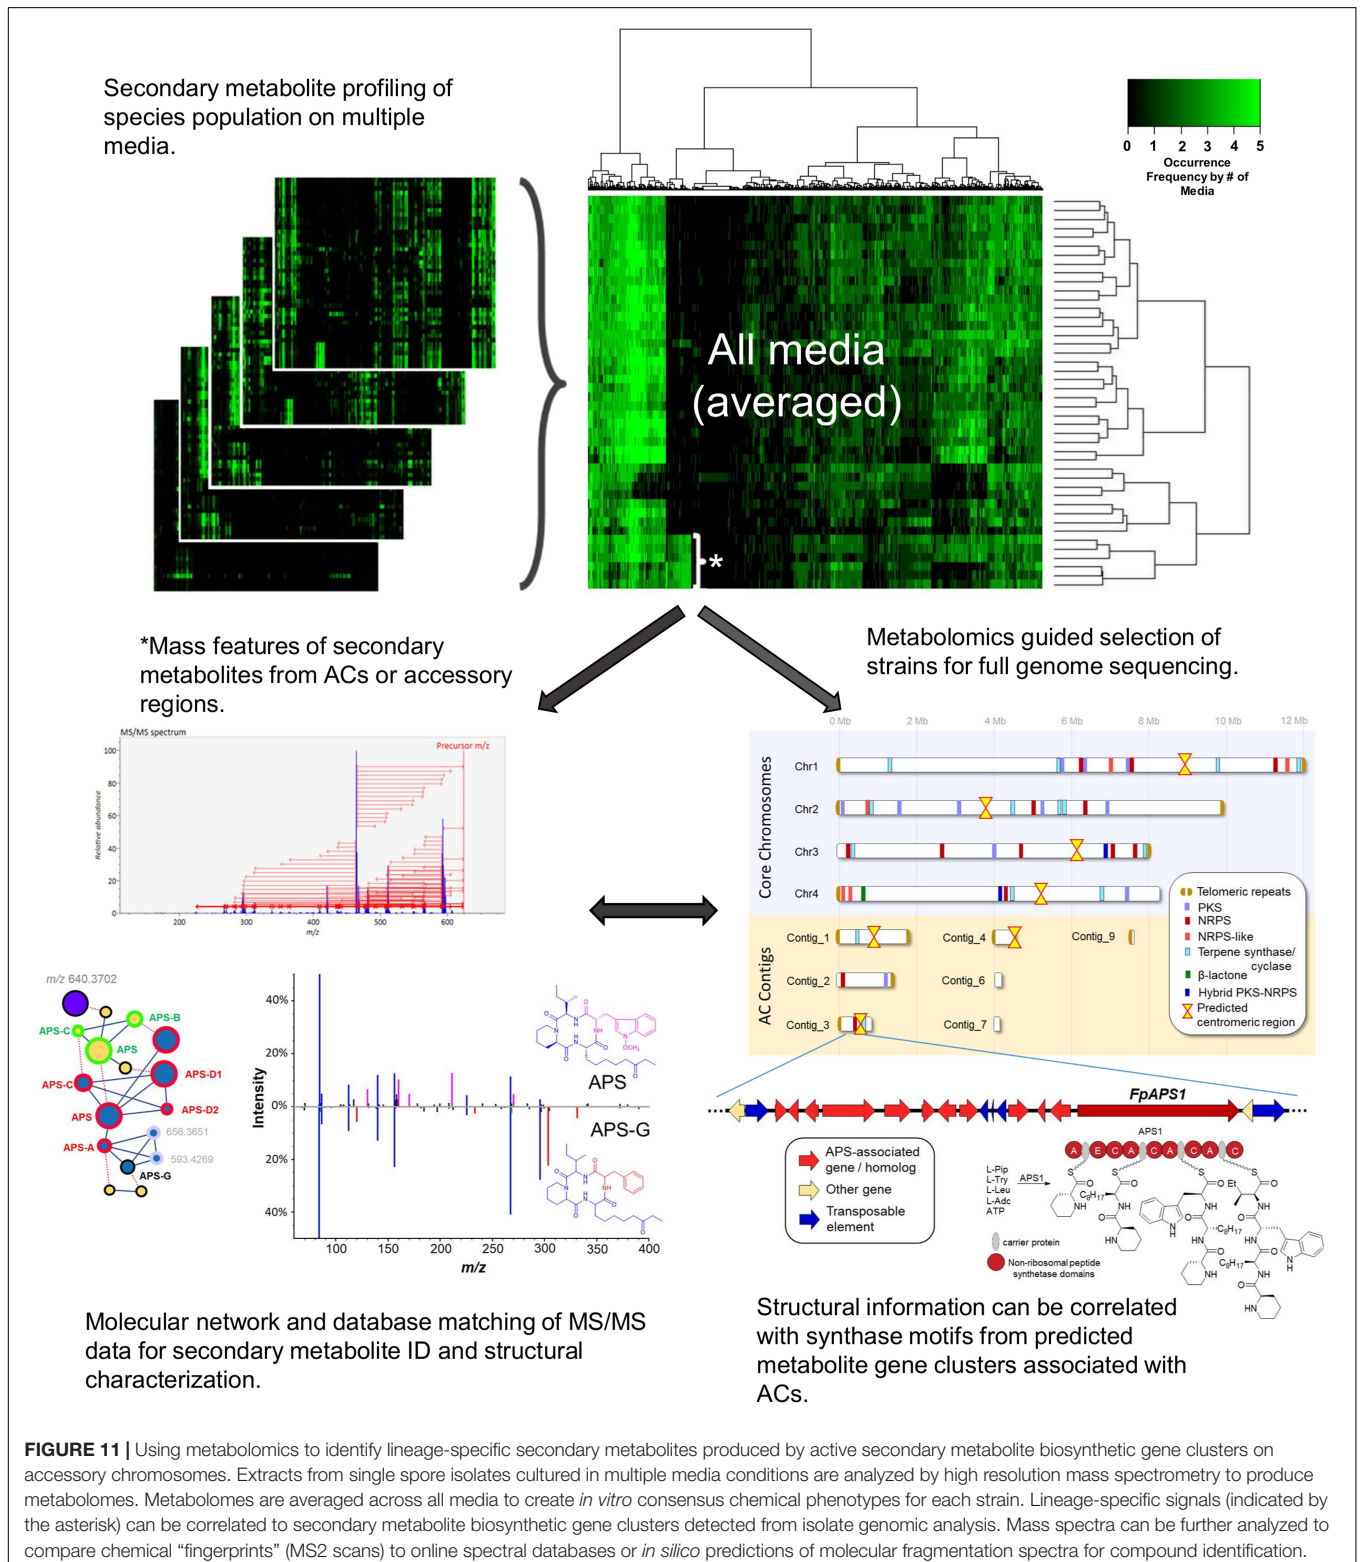 Secondary metabolite profiling of
species population on multiple
media.
0 1 2 3 4 5
Occurrence
Frequency by # of
Media
All media
(averaged)
*
*Mass features of secondary
metabolites from ACs or accessory
regions.
Metabolomics guided selection of
strains for full genome sequencing.
MS/MS spectrum
Precursor m/z
Relative abundance
100
80
60
40
20
0
200 300 400 500 600
m/z
0 Mb 2 Mb 4 Mb 6 Mb 8 Mb 10 Mb 12 Mb
Core Chromosomes
Chr1
Chr2
Chr3
Chr4
AC Contigs
Contig_1 Contig_4 Contig_9
Contig_2 Contig_6
Contig_3 Contig_7
Telomeric repeats
PKS
NRPS
NRPS-like
Terpene synthase/
cyclase
β-lactone
Hybrid PKS-NRPS
Predicted
centromeric region
m/z 640.3702
APS-B
APS-C
APS
APS-C
APS-D1
APS
APS-D2
APS-A
656.3651
593.4269
APS-G
Intensity
40%
20%
0%
20%
40%
100 150 200 250 300 350 400
m/z
APS
APS-G
FpAPS1
APS-associated
gene / homolog
Other gene
Transposable
element
APS1
A E C A C A C A C
L-Pip
L-Try
L-Leu
L-Adc
ATP
APS1
carrier protein
Non-ribosomal peptide
synthetase domains
Molecular network and database matching of MS/MS
data for secondary metabolite ID and structural
characterization.
Structural information can be correlated
with synthase motifs from predicted
metabolite gene clusters associated with
ACs.
FIGURE 11 | Using metabolomics to identify lineage-specific secondary metabolites produced by active secondary metabolite biosynthetic gene clusters on
accessory chromosomes. Extracts from single spore isolates cultured in multiple media conditions are analyzed by high resolution mass spectrometry to produce
metabolomes. Metabolomes are averaged across all media to create in vitro consensus chemical phenotypes for each strain. Lineage-specific signals (indicated by
the asterisk) can be correlated to secondary metabolite biosynthetic gene clusters detected from isolate genomic analysis. Mass spectra can be further analyzed to
compare chemical “fingerprints” (MS2 scans) to online spectral databases or in silico predictions of molecular fragmentation spectra for compound identification.